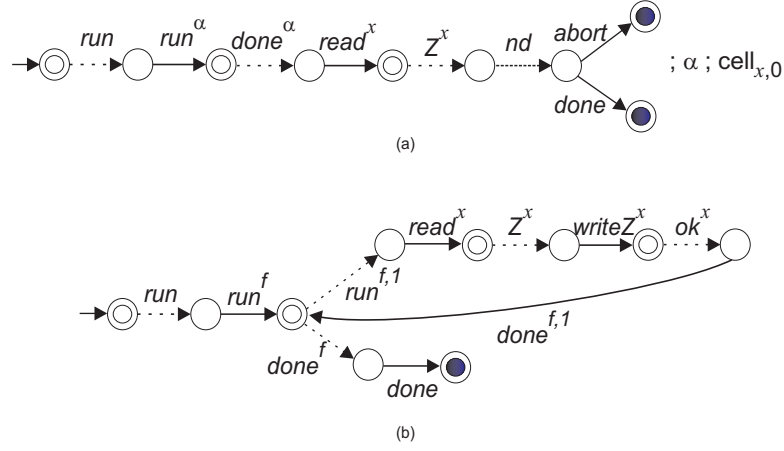 run run^α done^α read^x Z^x nd abort
done
; α ; cell_{x,0}
(a)
read^x Z^x writeZ^x ok^x
run run^f run^{f,1}
done^{f,1}
done^f done
(b)